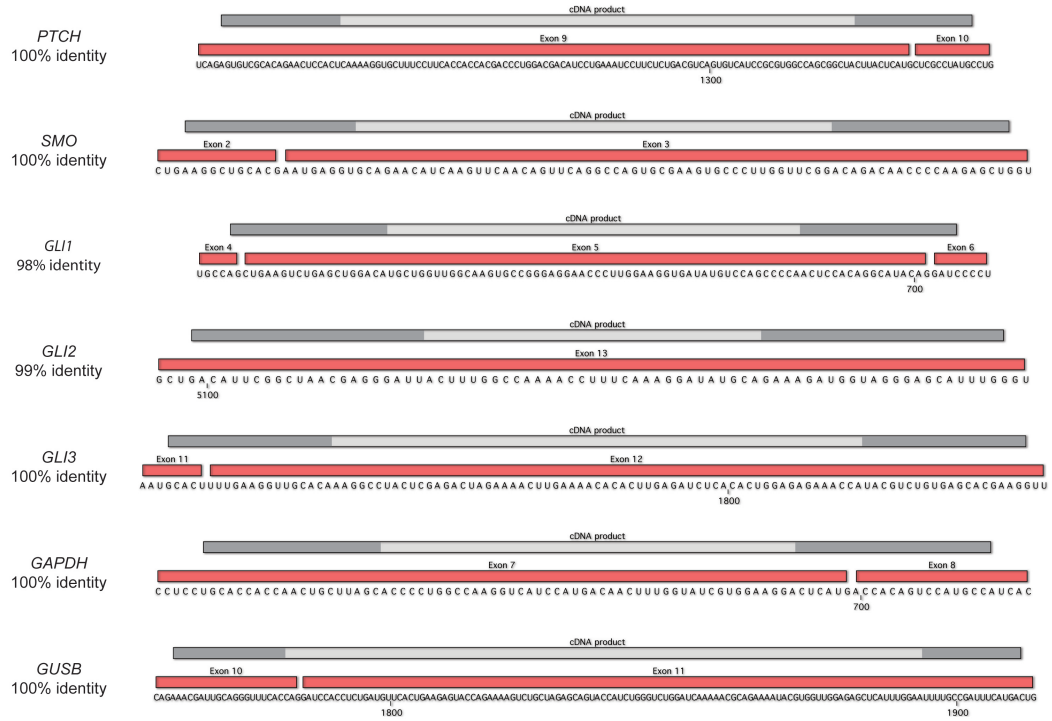 cDNA product
PTCH
100% identity
Exon 9 Exon 10
UCAGAGUGUCGCACAGAACUCCACUCAAAAGGUGCUUUCCUUCACCACCACGACCCUGGACGACAUCCUGAAAUCCUUCUCUGACGUCAGUGUCAUCCGCGUGGCCAGCGGCUACUUACUCAUGCUCGCCUAUGCCUG
1300
cDNA product
SMO
100% identity
Exon 2 Exon 3
CUGAAGGCUGCACGAAUGAGGUGCAGAACAUCAAGUUCAACAGUUCAGGCCAGUGCGAAGUGCCCUUGGUUCGGACAGACAACCCCAAGAGCUGGU
cDNA product
GLI1
98% identity
Exon 4 Exon 5 Exon 6
UGCCAGCUGAAGUCUGAGCUGGACAUGCUGGUUGGCAAGUGCCGGGAGGAACCCUUGGAAGGUGAUAUGUCCAGCCCCAACUCCACAGGCAUACAGGAUCCCCU
700
cDNA product
GLI2
99% identity
Exon 13
GCUGACAUUCGGCUAACGAGGGAUUACUUUGGCCAAAACCUUUCAAAGGAUAUGCAGAAAGAUGGUAGGGAGCAUUUGGGU
5100
cDNA product
GLI3
100% identity
Exon 11 Exon 12
AAUGCACUUUUGAAGGUUGCACAAAGGCCUACUCGAGACUAGAAAACUUGAAAACACACUUGAGAUCUCACACUGGAGAGAAACCAUACGUCUGUGAGCACGAAGGUU
1800
cDNA product
GAPDH
100% identity
Exon 7 Exon 8
CCUCCUGCACCACCAACUGCUUAGCACCCCUGGCCAAGGUCAUCCAUGACAACUUUGGUAUCGUGGAAGGACUCAUGACCACAGUCCAUGCCAUCAC
700
cDNA product
GUSB
100% identity
Exon 10 Exon 11
CAGAAACGAUUGCAGGGUUUCACCAGGAUCCACCUCUGAUGUUCACUGAAGAGUACCAGAAAAGUCUGCUAGAGCAGUACCAUCUGGGUCUGGAUCAAAAACGCAGAAAAUACGUGGUUGGAGAGCUCAUUUGGAAUUUUGCCGAUUUCAUGACUG
1800 1900